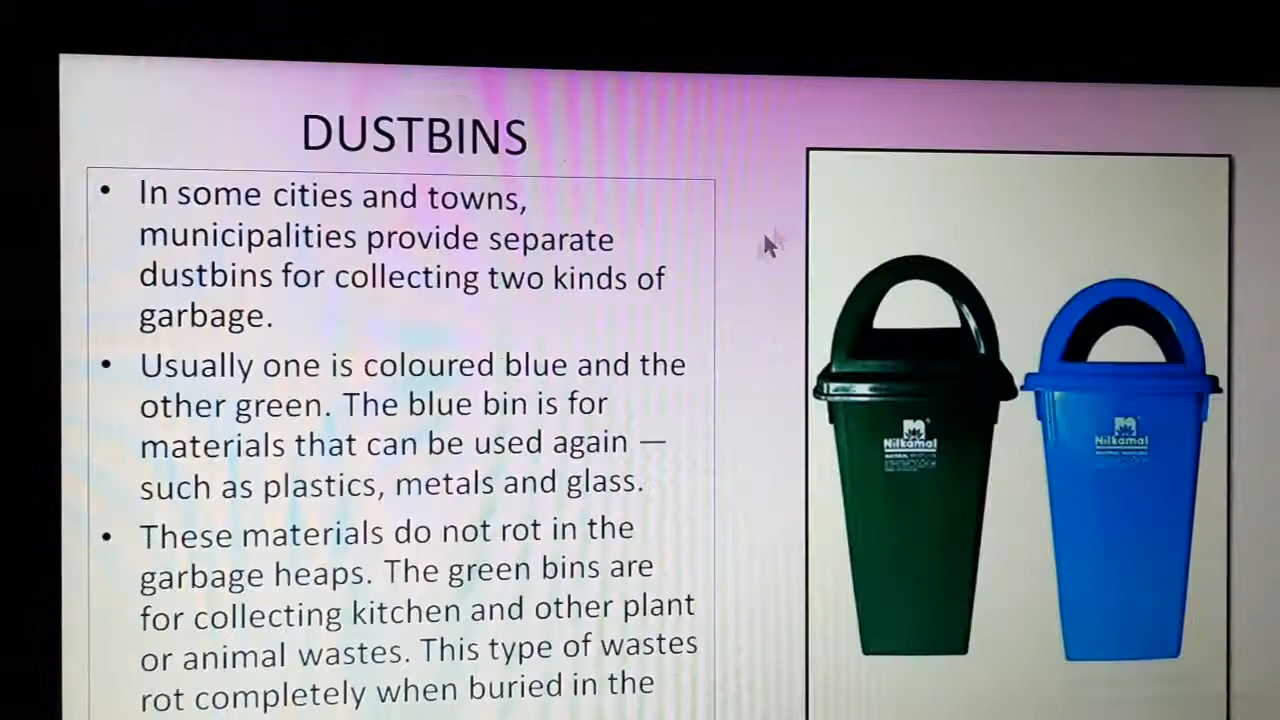 DUSTBINS
• In some cities and towns,
municipalities provide separate
dustbins for collecting two kinds of
garbage.
• Usually one is coloured blue and the
other green. The blue bin is for
materials that can be used again —
such as plastics, metals and glass.
• These materials do not rot in the
garbage heaps. The green bins are
for collecting kitchen and other plant
or animal wastes. This type of wastes
rot completely when buried in the
Nilkamal
Nilkamal